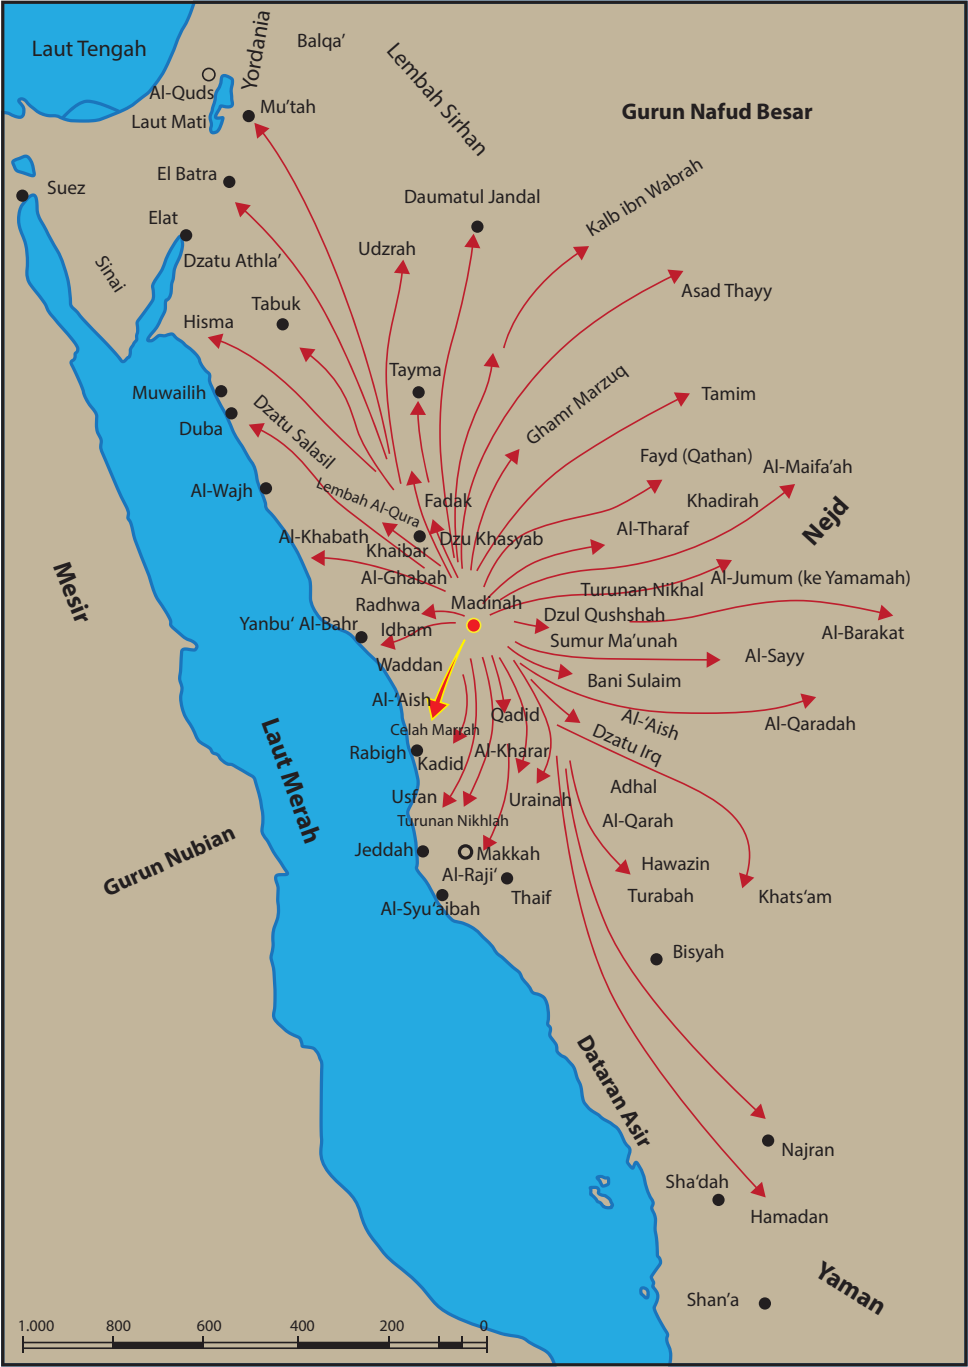 Laut Tengah
Yordania
Balqa’
Lembah Sirhan
Al-Quds
Laut Mati
Mu’tah
Gurun Nafud Besar
El Batra
Suez
Daumatul Jandal
Kalb ibn Wabrah
Elat
Udzrah
Sinai
Dzatu Athla’
Asad Thayy
Tabuk
Hisma
Tayma
Ghamr Marzuq
Muwailih
Tamim
Dzatu Salasil
Duba
Fayd (Qathan)
Al-Maifa’ah
Al-Wajh
Lembah Al-Qura
Fadak
Khadirah
Nejd
Al-Khabath
Khaibar
Dzu Khasyab
Al-Tharaf
Mesir
Al-Ghabah
Turunan Nikhal
Al-Jumum (ke Yamamah)
Radhwa
Madinah
Dzul Qushshah
Yanbu‘ Al-Bahr
Idham
Sumur Ma’unah
Al-Barakat
Waddan
Al-Sayy
Bani Sulaim
Al-‘Aish
Qadid
Al-‘Aish
Al-Qaradah
Celah Marrah
Dzatu Irq
Laut Merah
Rabigh
Kadid
Al-Kharar
Adhal
Usfan
Urainah
Turunan Nikhlah
Al-Qarah
Gurun Nubian
Jeddah
Makkah
Hawazin
Al-Raji‘
Thaif
Turabah
Khats‘am
Al-Syu‘aibah
Bisyah
Dataran Asir
Najran
Sha‘dah
Hamadan
Yaman
Shan’a
1.000 800 600 400 200 0